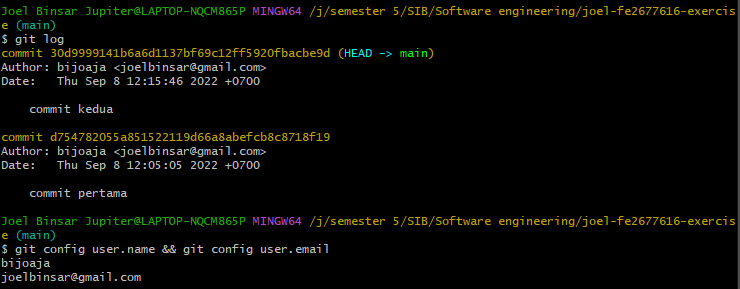 Joel Binsar Jupiter@LAPTOP-NQCM865P MINGW64 /j/semester 5/SIB/Software engineering/joel-fe2677616-exercis
e (main)
$ git log
commit 30d9999141b6a6d1137bf69c12ff5920fbacbe9d (HEAD -> main)
Author: bijoaja <joelbinsar@gmail.com>
Date:   Thu Sep 8 12:15:46 2022 +0700
    commit kedua
commit d754782055a851522119d66a8abefcb8c8718f19
Author: bijoaja <joelbinsar@gmail.com>
Date:   Thu Sep 8 12:05:05 2022 +0700
    commit pertama
Joel Binsar Jupiter@LAPTOP-NQCM865P MINGW64 /j/semester 5/SIB/Software engineering/joel-fe2677616-exercis
e (main)
$ git config user.name && git config user.email
bijoaja
joelbinsar@gmail.com